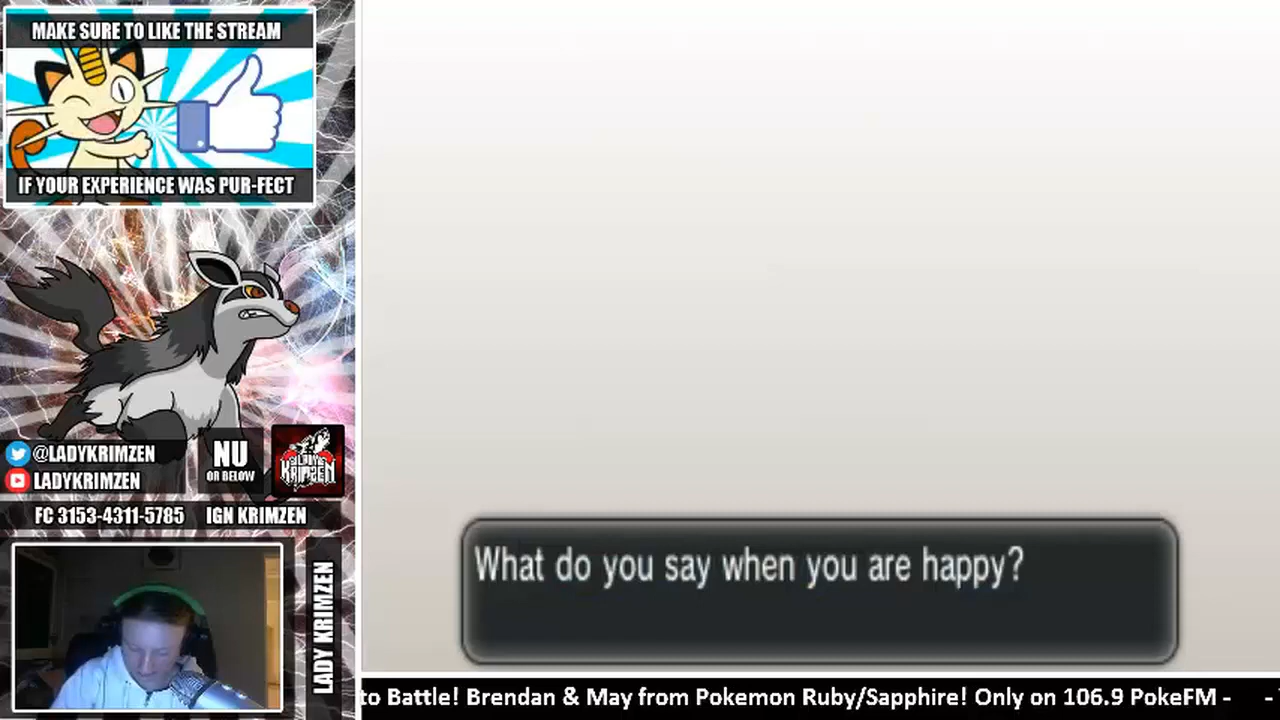 MAKE SURE TO LIKE THE STREAM
IF YOUR EXPERIENCE WAS PUR-FECT
@LADYKRIMZEN
LADYKRIMZEN
NU
OR BELOW
LADY
KRIMZEN
FC 3153-4311-5785 IGN KRIMZEN
LADY KRIMZEN
What do you say when you are happy?
to Battle! Brendan & May from Pokemon Ruby/Sapphire! Only on 106.9 PokeFM - -